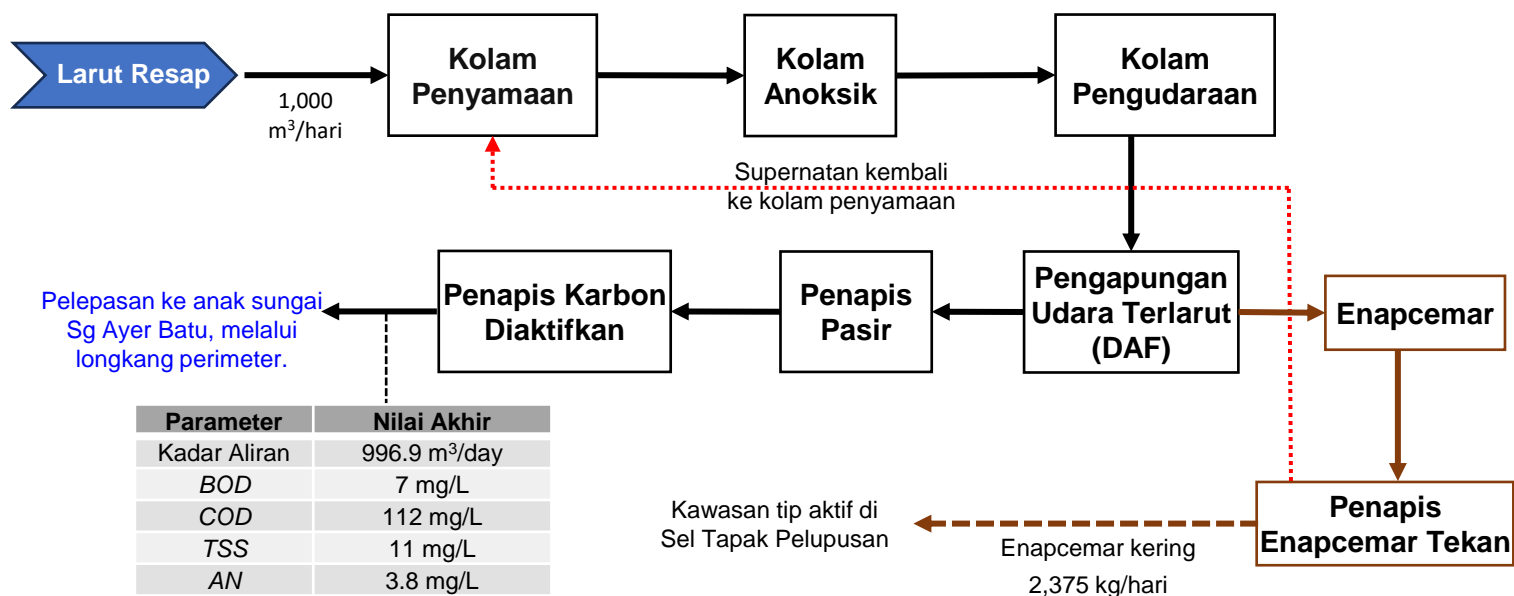 Larut Resap
1,000
m³/hari
Kolam
Penyamaan
Kolam
Anoksik
Kolam
Pengudaraan
Supernatan kembali
ke kolam penyamaan
Pengapungan
Udara Terlarut
(DAF)
Penapis
Pasir
Penapis Karbon
Diaktifkan
Pelepasan ke anak sungai
Sg Ayer Batu, melalui
longkang perimeter.
Enapcemar
Penapis
Enapcemar Tekan
Enapcemar kering
2,375 kg/hari
Kawasan tip aktif di
Sel Tapak Pelupusan
Parameter Nilai Akhir
Kadar Aliran 996.9 m³/day
BOD 7 mg/L
COD 112 mg/L
TSS 11 mg/L
AN 3.8 mg/L